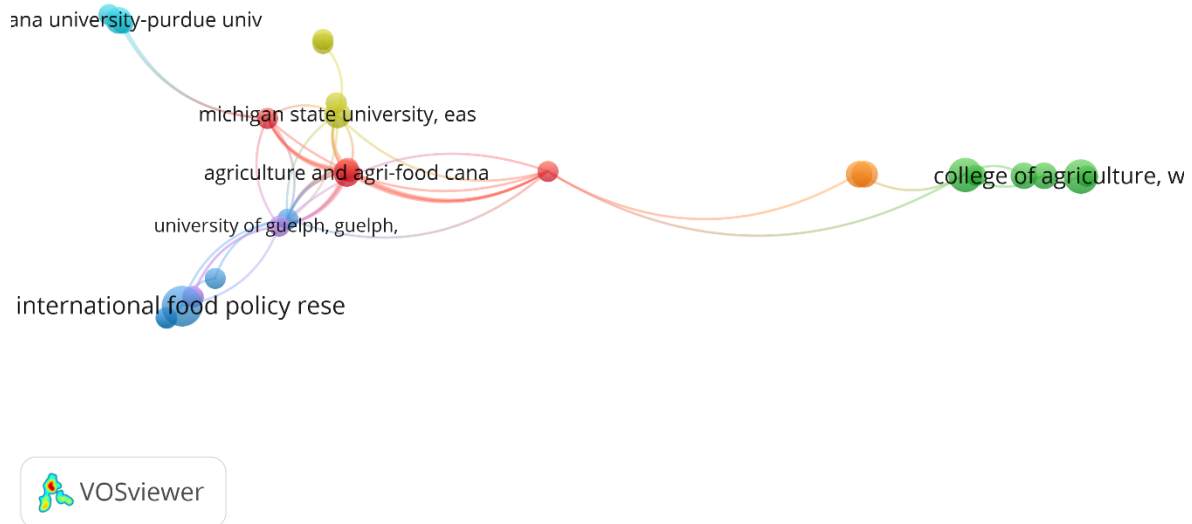 ana university-purdue univ
michigan state university, eas
agriculture and agri-food cana
college of agriculture, w
university of guelph, guelph,
international food policy rese
VOSviewer